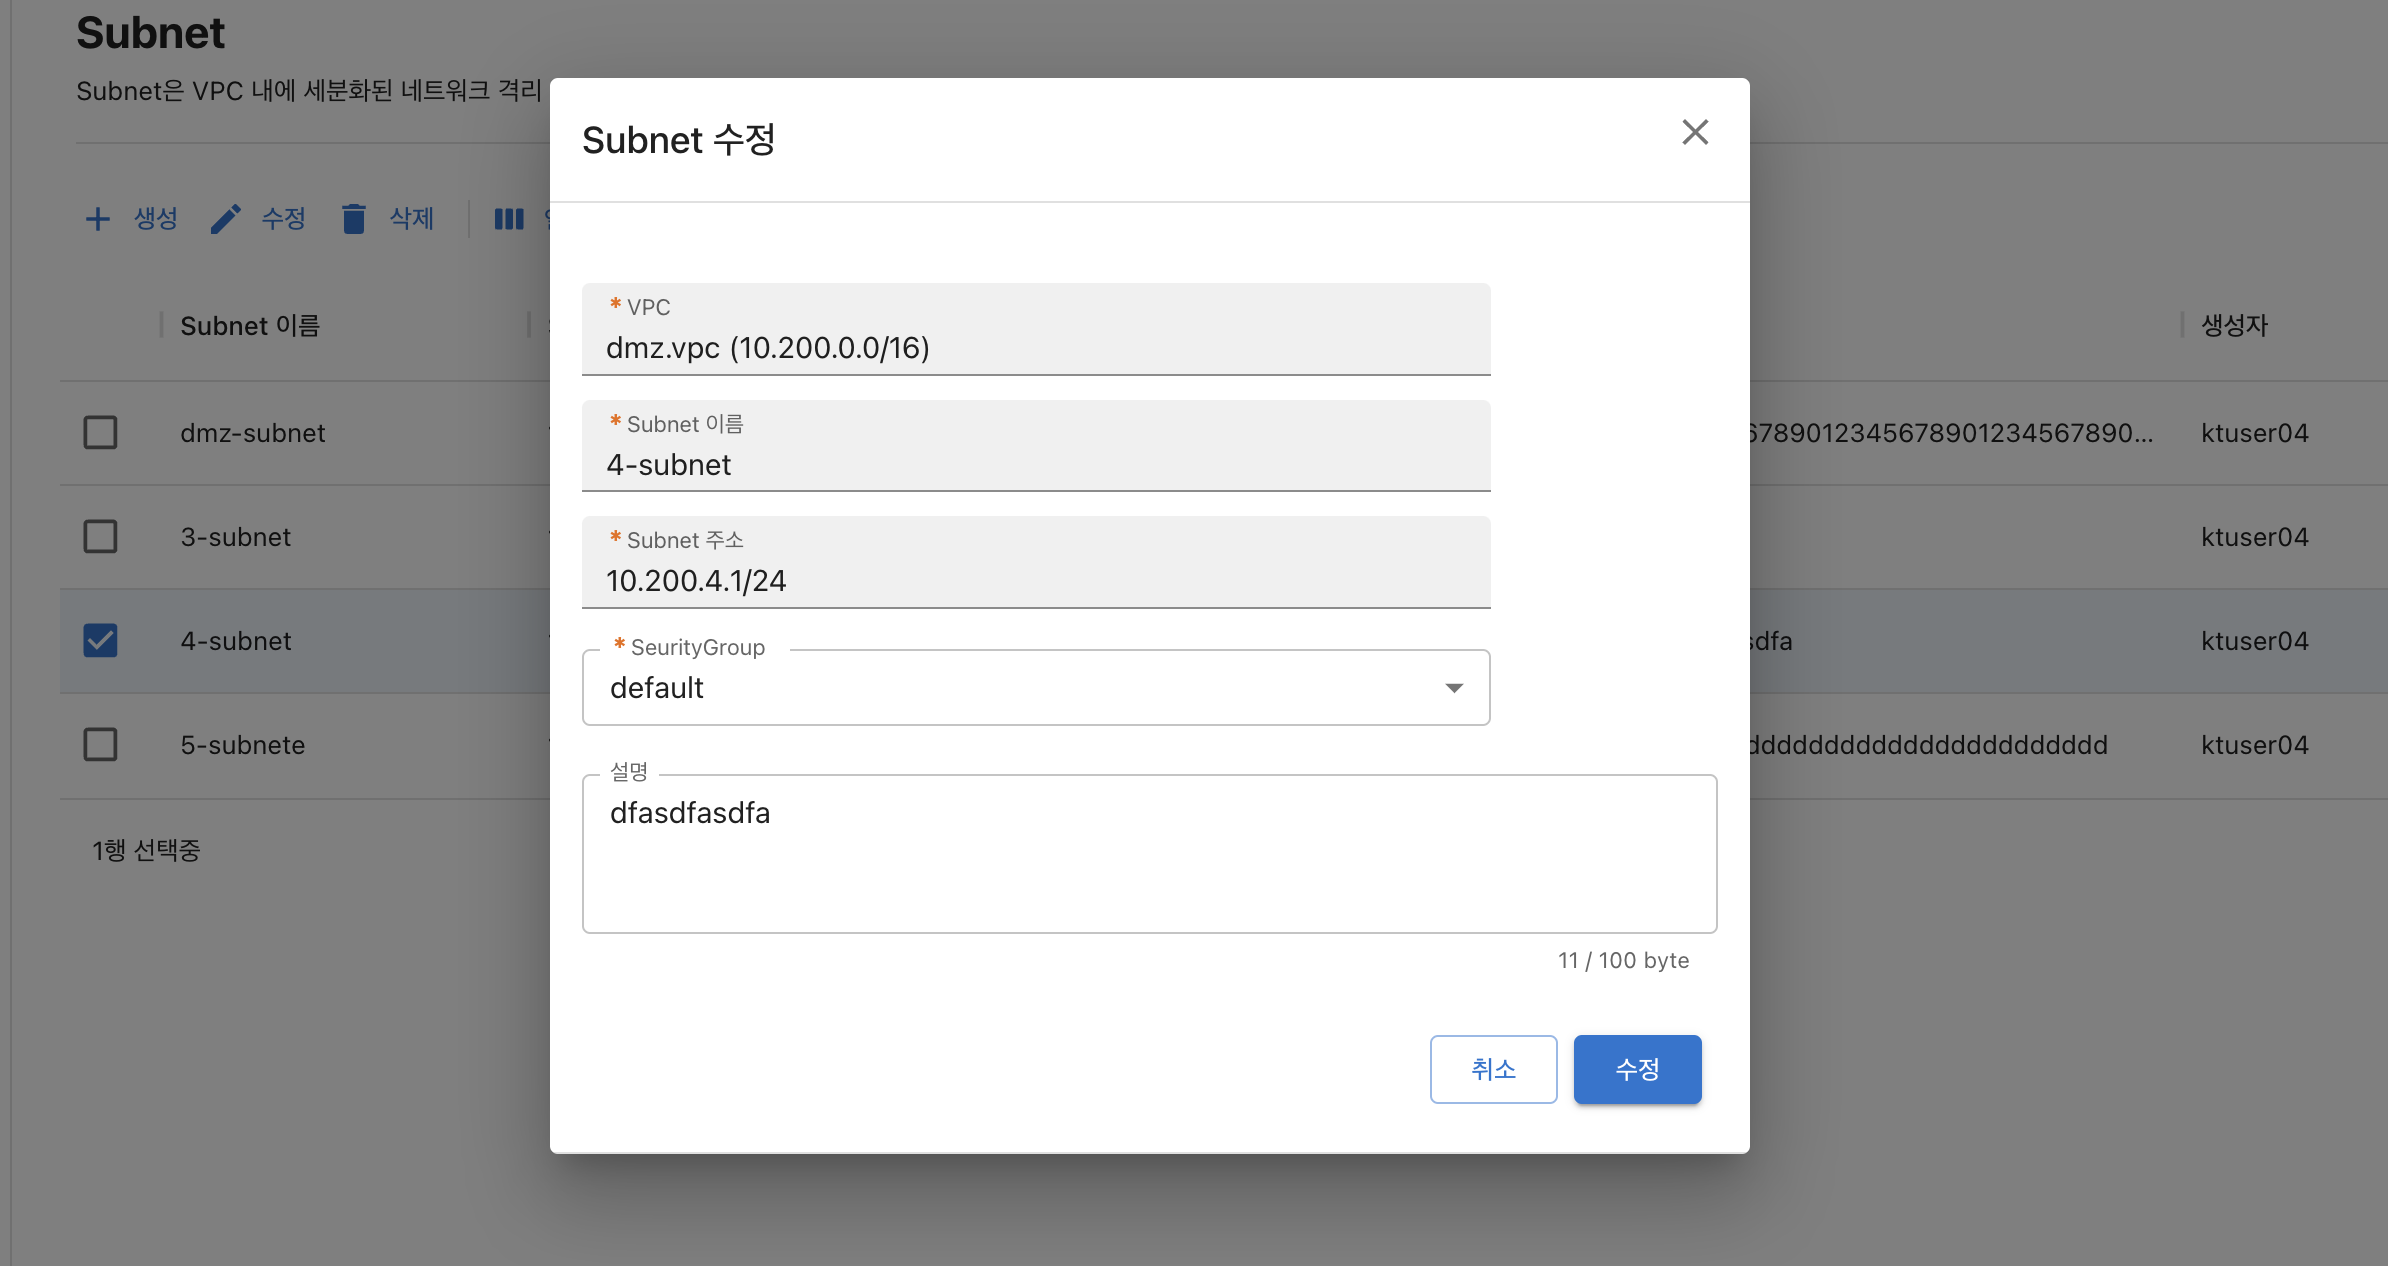 Subnet
Subnet은 VPC 내에 세분화된 네트워크 격리
생성 수정 삭제
Subnet 이름 생성자
dmz-subnet 6789012345678901234567890... ktuser04
3-subnet ktuser04
4-subnet sdfa ktuser04
5-subnete ddddddddddddddddddddddd ktuser04
1행 선택중
Subnet 수정
* VPC
dmz.vpc (10.200.0.0/16)
* Subnet 이름
4-subnet
* Subnet 주소
10.200.4.1/24
* SeurityGroup
default
설명
dfasdfasdfa
11 / 100 byte
취소 수정